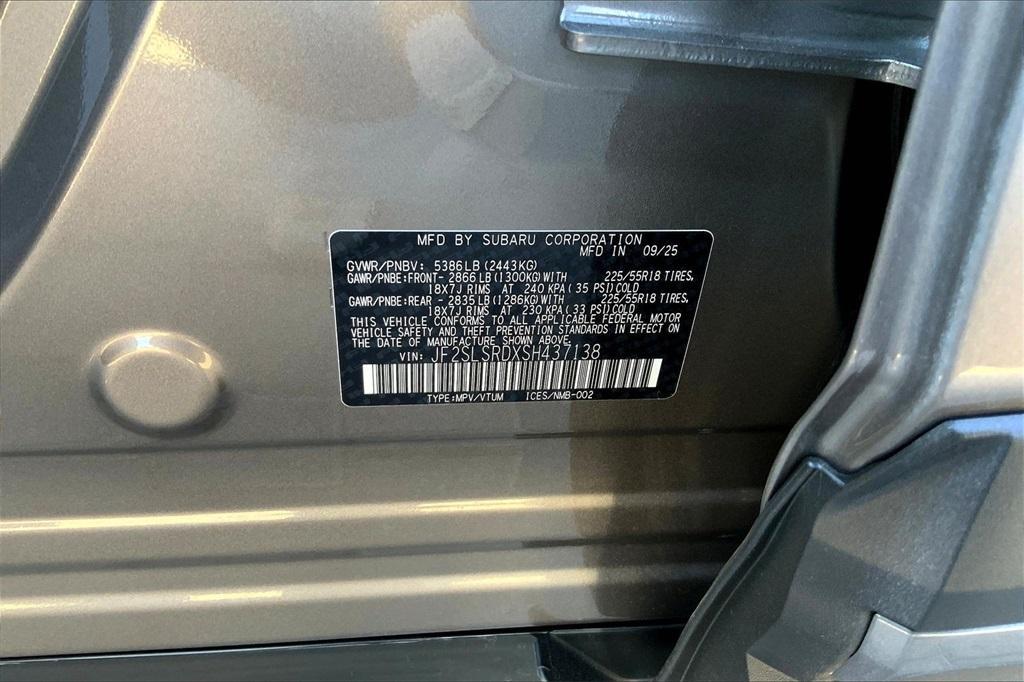 MFD BY SUBARU CORPORATION
MFD IN 09/25
GVWR/PNBV: 5386LB(2443KG)
GAWR/PNBE:FRONT- 2866LB(1300KG)WITH 225/55R18 TIRES,
18X7J RIMS AT 240 KPA(35 PSI)COLD
GAWR/PNBE:REAR - 2835LB(1286KG)WITH 225/55R18 TIRES,
18X7J RIMS AT 230 KPA(33 PSI)COLD
THIS VEHICLE CONFORMS TO ALL APPLICABLE FEDERAL MOTOR
VEHICLE SAFETY AND THEFT PREVENTION STANDARDS IN EFFECT ON
THE DATE OF MANUFACTURE SHOWN ABOVE.
VIN: JF2SLSRDXSH437138
TYPE:MPV/VTUM ICES/NMB-002